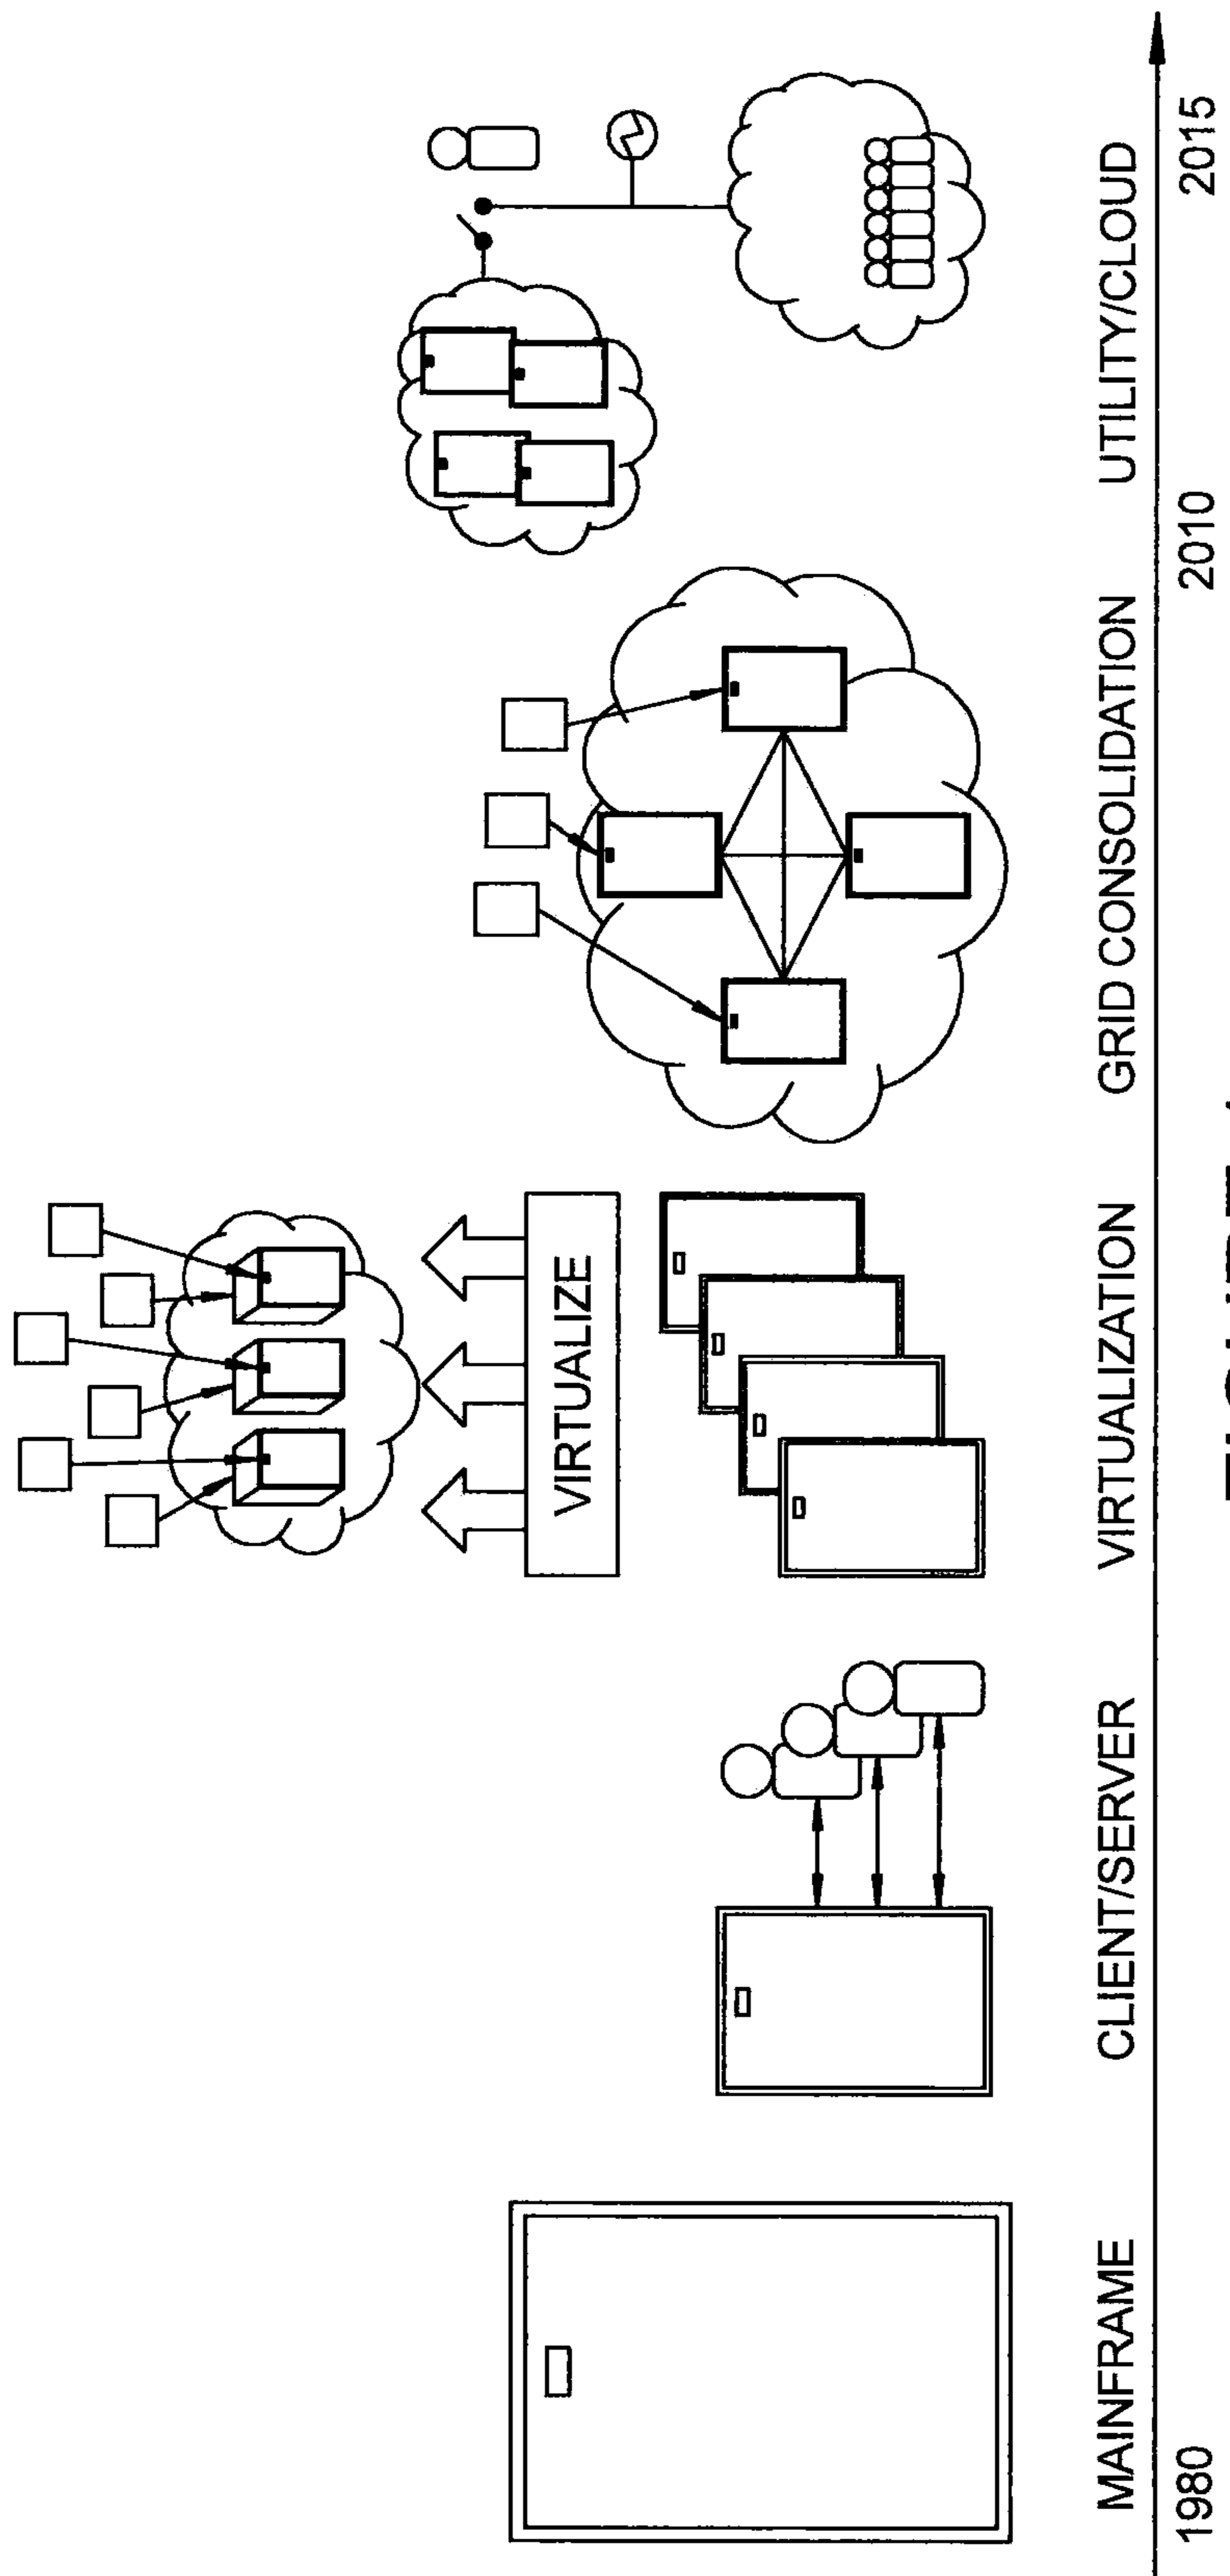 VIRTUALIZE
MAINFRAME CLIENT/SERVER VIRTUALIZATION GRID CONSOLIDATION UTILITY/CLOUD
1980 2010 2015